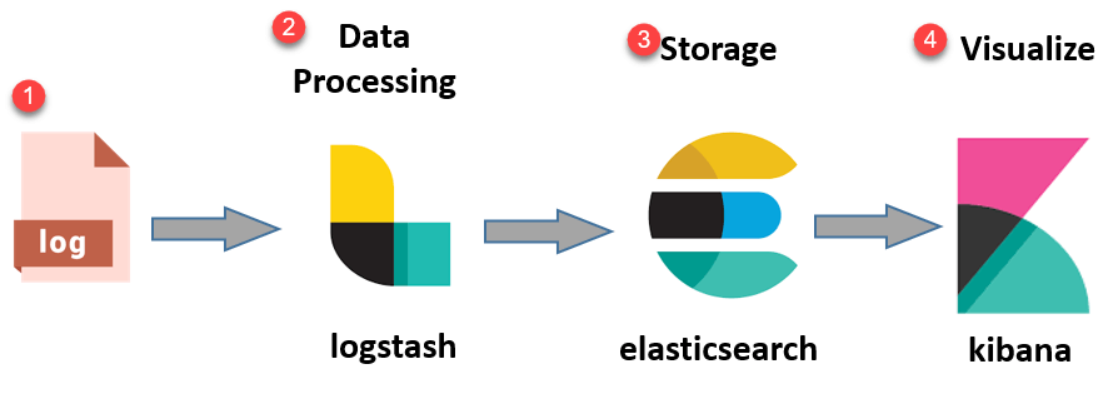 1
log
2
Data
Processing
logstash
3
Storage
elasticsearch
4
Visualize
kibana